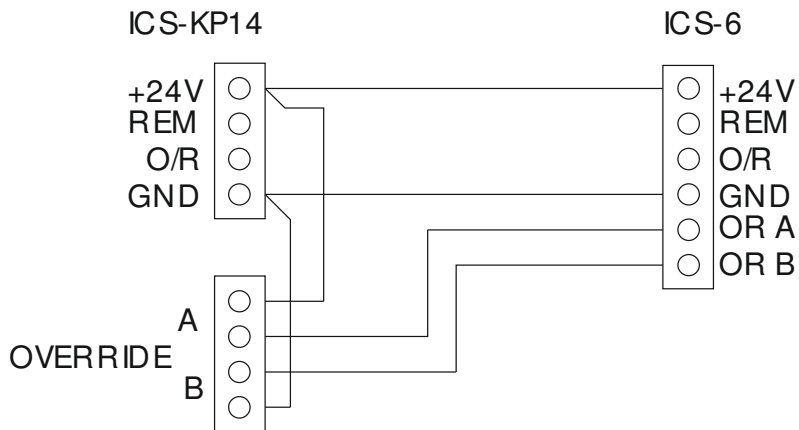 ICS-KP14
+24V
REM
O/R
GND
A
OVERRIDE
B
ICS-6
+24V
REM
O/R
GND
OR A
OR B